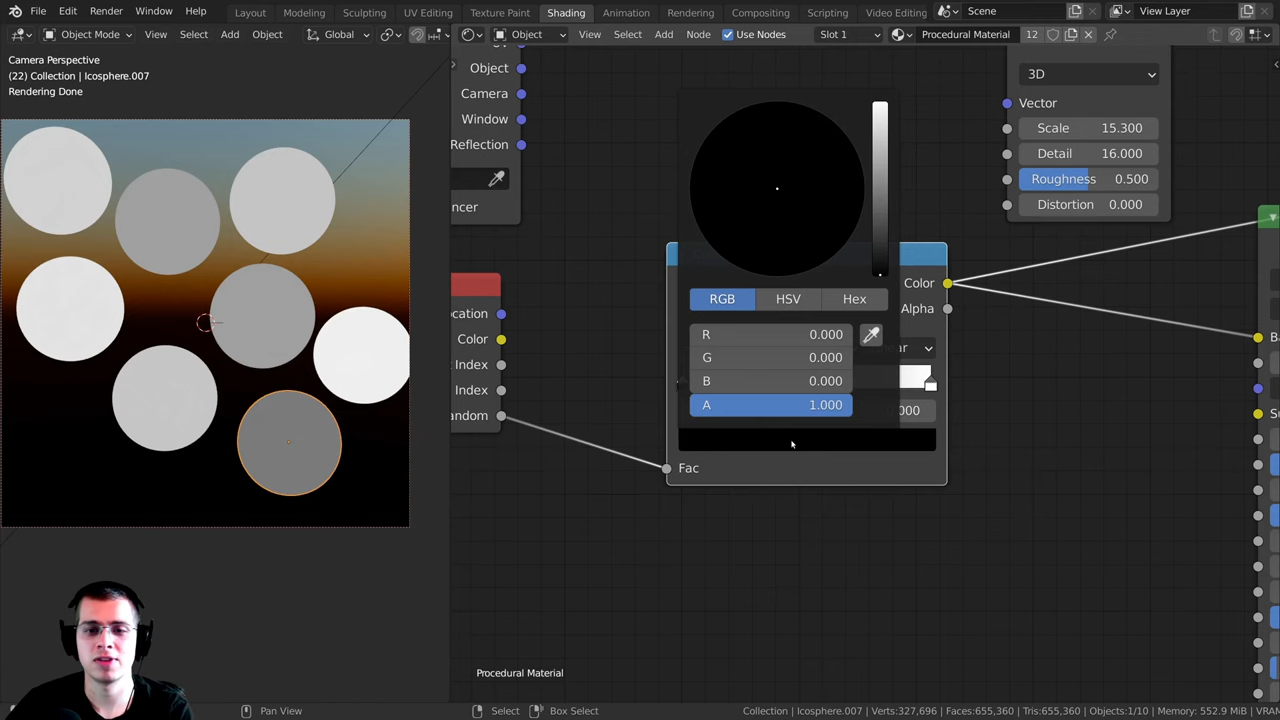 File Edit Render Window Help Layout Modeling Sculpting UV Editing Texture Paint Shading Animation Rendering Compositing Scripting Video Editing Scene View Layer
Object Mode View Select Add Object Global
Object View Select Add Node Use Nodes Slot 1 Procedural Material 12
Camera Perspective
(22) Collection | Icosphere.007
Rendering Done
Object
Camera
Window
Reflection
3D
Vector
Scale 15.300
Detail 16.000
Roughness 0.500
Distortion 0.000
Color
Alpha
RGB HSV Hex
R 0.000
G 0.000
B 0.000
A 1.000
Color
Index
Index
Fac
Procedural Material
Pan View Select Box Select Collection | Icosphere.007 | Verts:327,696 | Faces:655,360 | Tris:655,360 | Objects:1/10 | Memory: 552.9 MiB | VRAM